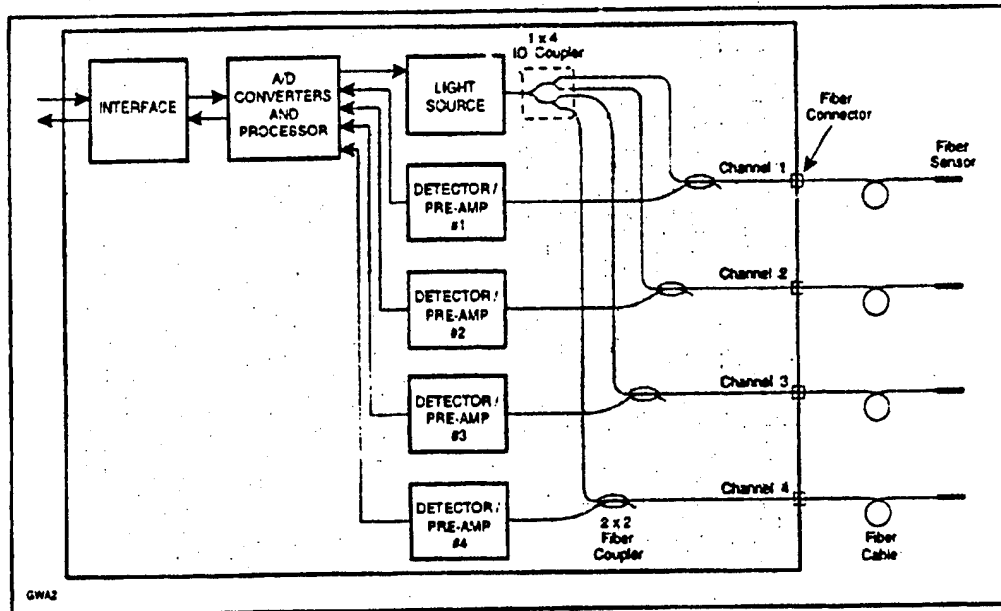 1 x 4
IO Coupler
INTERFACE
A/D
CONVERTERS
AND
PROCESSOR
LIGHT
SOURCE
Fiber
Connector
Fiber
Sensor
Channel 1
DETECTOR /
PRE-AMP
#1
Channel 2
DETECTOR /
PRE-AMP
#2
Channel 3
DETECTOR /
PRE-AMP
#3
Channel 4
DETECTOR /
PRE-AMP
#4
2 x 2
Fiber
Coupler
Fiber
Cable
GWA2